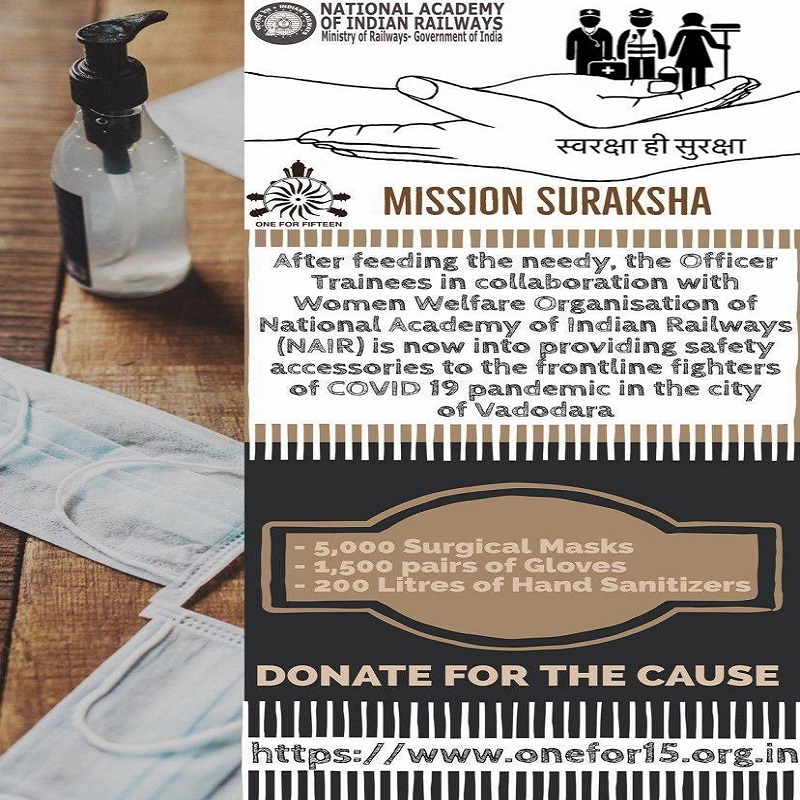 NATIONAL ACADEMY
OF INDIAN RAILWAYS
Ministry of Railways- Government of India
स्वरक्षा ही सुरक्षा
ONE FOR FIFTEEN
MISSION SURAKSHA
After feeding the needy, the Officer
Trainees in collaboration with
Women Welfare Organisation of
National Academy of Indian Railways
(NAIR) is now into providing safety
accessories to the frontline fighters
of COVID 19 pandemic in the city
of Vadodara
- 5,000 Surgical Masks
- 1,500 pairs of Gloves
- 200 Litres of Hand Sanitizers
DONATE FOR THE CAUSE
https://www.onefor15.org.in